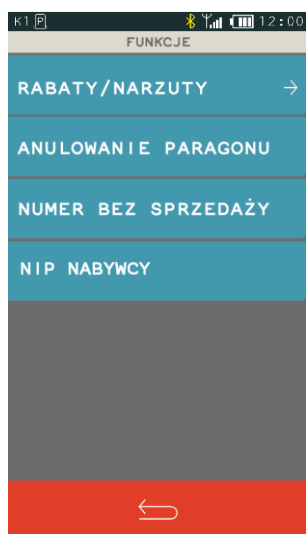 K1 P 12:00
FUNKCJE
RABATY/NARZUTY
ANULOWANIE PARAGONU
NUMER BEZ SPRZEDAŻY
NIP NABYWCY